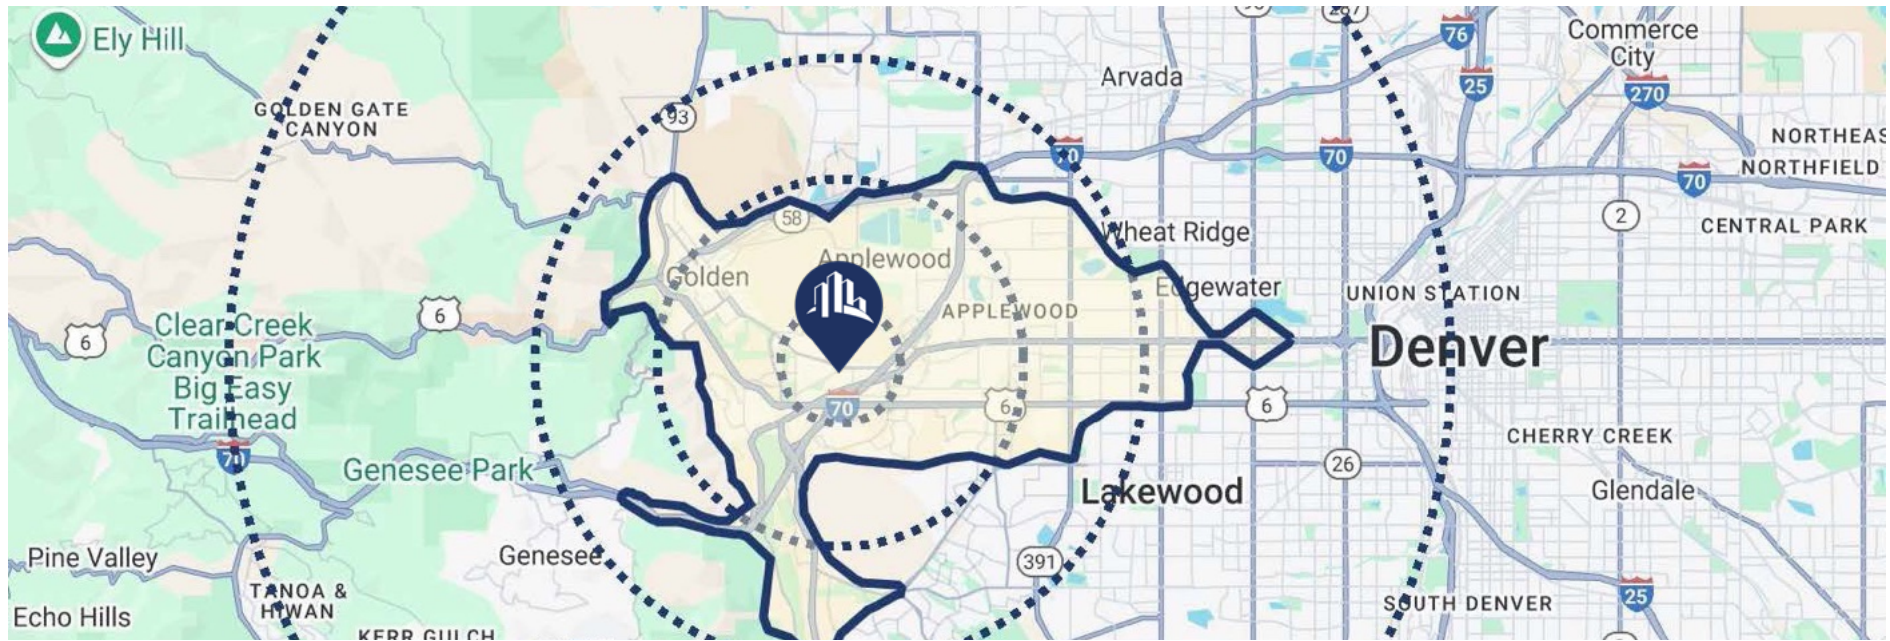 Ely Hill
GOLDEN GATE
CANYON
93
Arvada
76
25
Commerce
City
270
70
70
NORTHEAS
NORTHFIELD
70
58
2
CENTRAL PARK
Wheat Ridge
Applewood
Golden
Edgewater
UNION STATION
APPLEWOOD
6
6
Clear Creek
Canyon Park
Big Easy
Trailhead
Denver
70
6
6
70
CHERRY CREEK
Genesee Park
26
Lakewood
Glendale
Genesee
391
Pine Valley
TANOA &
HIWAN
25
Echo Hills
SOUTH DENVER
KERR GULCH